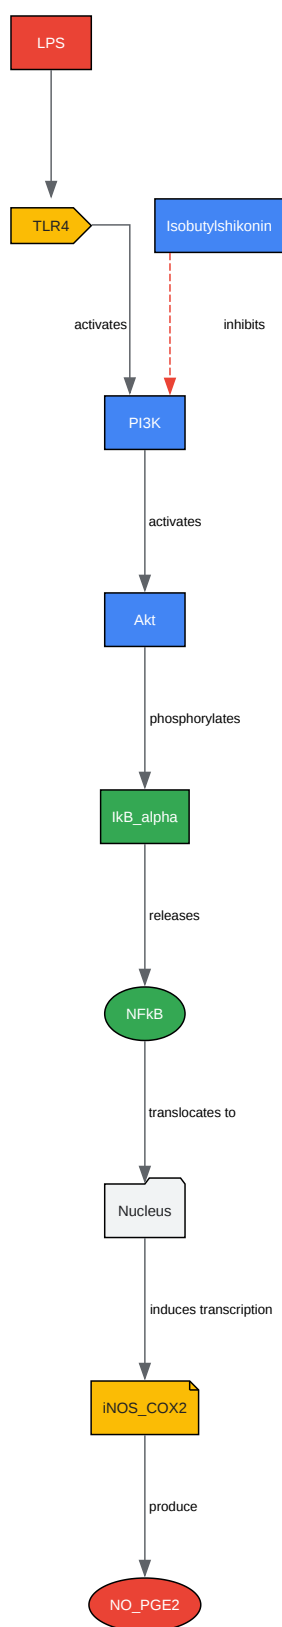 LPS
TLR4
Isobutylshikonin
activates
inhibits
PI3K
activates
Akt
phosphorylates
IkB_alpha
releases
NFkB
translocates to
Nucleus
induces transcription
iNOS_COX2
produce
NO_PGE2